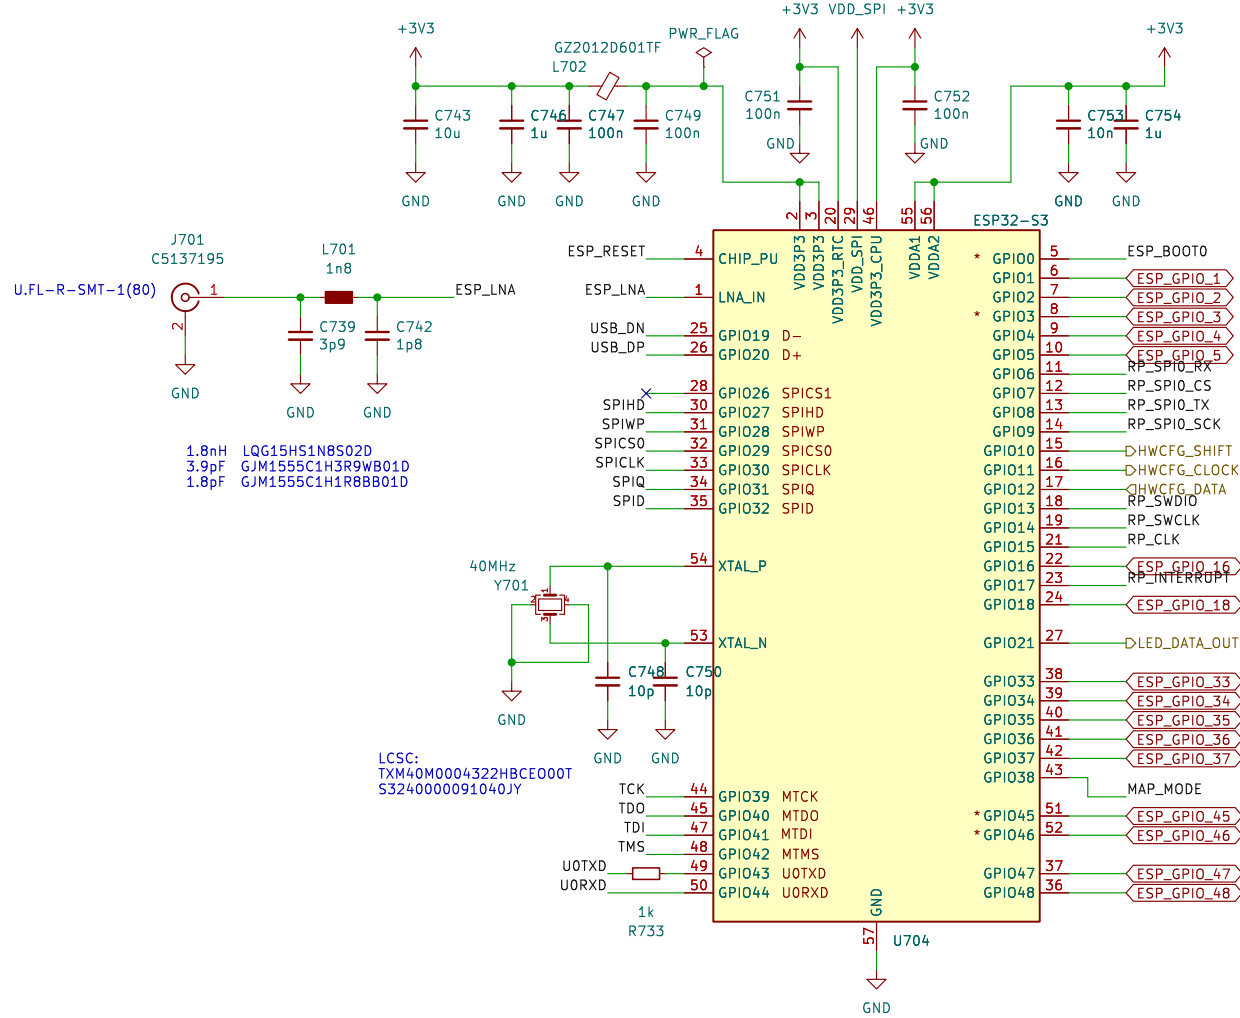 +3V3 VDD_SPI +3V3
+3V3
+3V3
PWR_FLAG
GZ2012D601TF
L702
C743
10u
C746
1u
C747
100n
C749
100n
C751
100n
C752
100n
C753
10n
C754
1u
GND
GND
GND
GND
GND
GND
GND
GND
2
3
20
29
46
55
56
ESP32-S3
VDD3P3
VDD3P3
VDD3P3_RTC
VDD_SPI
VDD3P3_CPU
VDDA1
VDDA2
J701
C5137195
U.FL-R-SMT-1(80)
1
2
L701
1n8
ESP_LNA
C739
3p9
C742
1p8
GND
GND
GND
1.8nH LQG15HS1N8S02D
3.9pF GJM1555C1H3R9WB01D
1.8pF GJM1555C1H1R8BB01D
ESP_RESET 4 CHIP_PU
ESP_LNA 1 LNA_IN
USB_DN 25 GPIO19 D-
USB_DP 26 GPIO20 D+
28 GPIO26 SPICS1
SPIHD 30 GPIO27 SPIHD
SPIWP 31 GPIO28 SPIWP
SPICS0 32 GPIO29 SPICS0
SPICLK 33 GPIO30 SPICLK
SPIQ 34 GPIO31 SPIQ
SPID 35 GPIO32 SPID
54 XTAL_P
53 XTAL_N
40MHz
Y701
1
2
4
3
C748
10p
C750
10p
GND
GND
GND
LCSC:
TXM40M0004322HBCEO00T
S3240000091040JY
TCK 44 GPIO39 MTCK
TDO 45 GPIO40 MTDO
TDI 47 GPIO41 MTDI
TMS 48 GPIO42 MTMS
U0TXD 49 GPIO43 U0TXD
U0RXD 50 GPIO44 U0RXD
1k
R733
* GPIO0 5 ESP_BOOT0
GPIO1 6 ESP_GPIO_1
GPIO2 7 ESP_GPIO_2
* GPIO3 8 ESP_GPIO_3
GPIO4 9 ESP_GPIO_4
GPIO5 10 ESP_GPIO_5
GPIO6 11 RP_SPI0_RX
GPIO7 12 RP_SPI0_CS
GPIO8 13 RP_SPI0_TX
GPIO9 14 RP_SPI0_SCK
GPIO10 15 HWCFG_SHIFT
GPIO11 16 HWCFG_CLOCK
GPIO12 17 HWCFG_DATA
GPIO13 18 RP_SWDIO
GPIO14 19 RP_SWCLK
GPIO15 21 RP_CLK
GPIO16 22 ESP_GPIO_16
GPIO17 23 RP_INTERRUPT
GPIO18 24 ESP_GPIO_18
GPIO21 27 LED_DATA_OUT
GPIO33 38 ESP_GPIO_33
GPIO34 39 ESP_GPIO_34
GPIO35 40 ESP_GPIO_35
GPIO36 41 ESP_GPIO_36
GPIO37 42 ESP_GPIO_37
GPIO38 43 MAP_MODE
* GPIO45 51 ESP_GPIO_45
* GPIO46 52 ESP_GPIO_46
GPIO47 37 ESP_GPIO_47
GPIO48 36 ESP_GPIO_48
GND
57
U704
GND